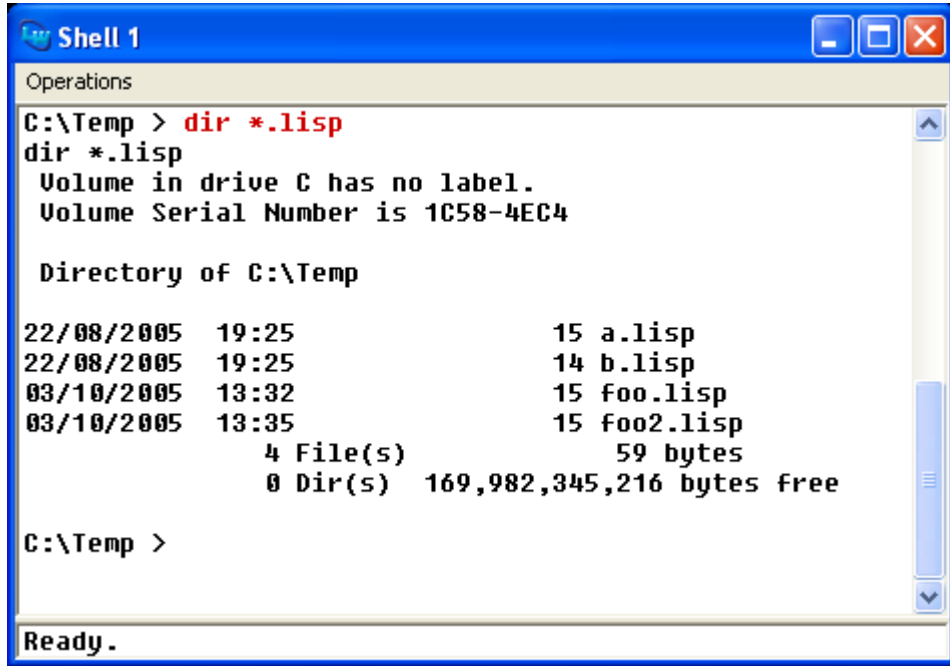 Shell 1
Operations
C:\Temp > dir *.lisp
dir *.lisp
 Volume in drive C has no label.
 Volume Serial Number is 1C58-4EC4
 Directory of C:\Temp
22/08/2005  19:25                 15 a.lisp
22/08/2005  19:25                 14 b.lisp
03/10/2005  13:32                 15 foo.lisp
03/10/2005  13:35                 15 foo2.lisp
               4 File(s)             59 bytes
               0 Dir(s)  169,982,345,216 bytes free
C:\Temp >
Ready.